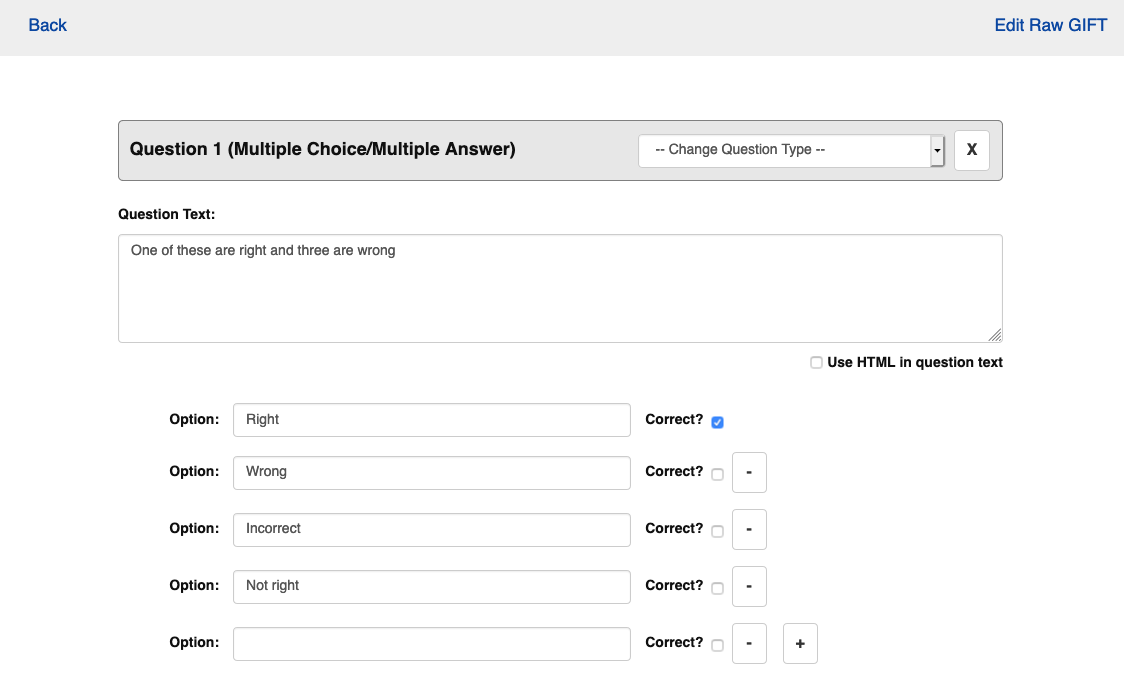 Back Edit Raw GIFT
Question 1 (Multiple Choice/Multiple Answer) -- Change Question Type -- X
Question Text:
One of these are right and three are wrong
Use HTML in question text
Option: Right Correct?
Option: Wrong Correct? -
Option: Incorrect Correct? -
Option: Not right Correct? -
Option: Correct? - +